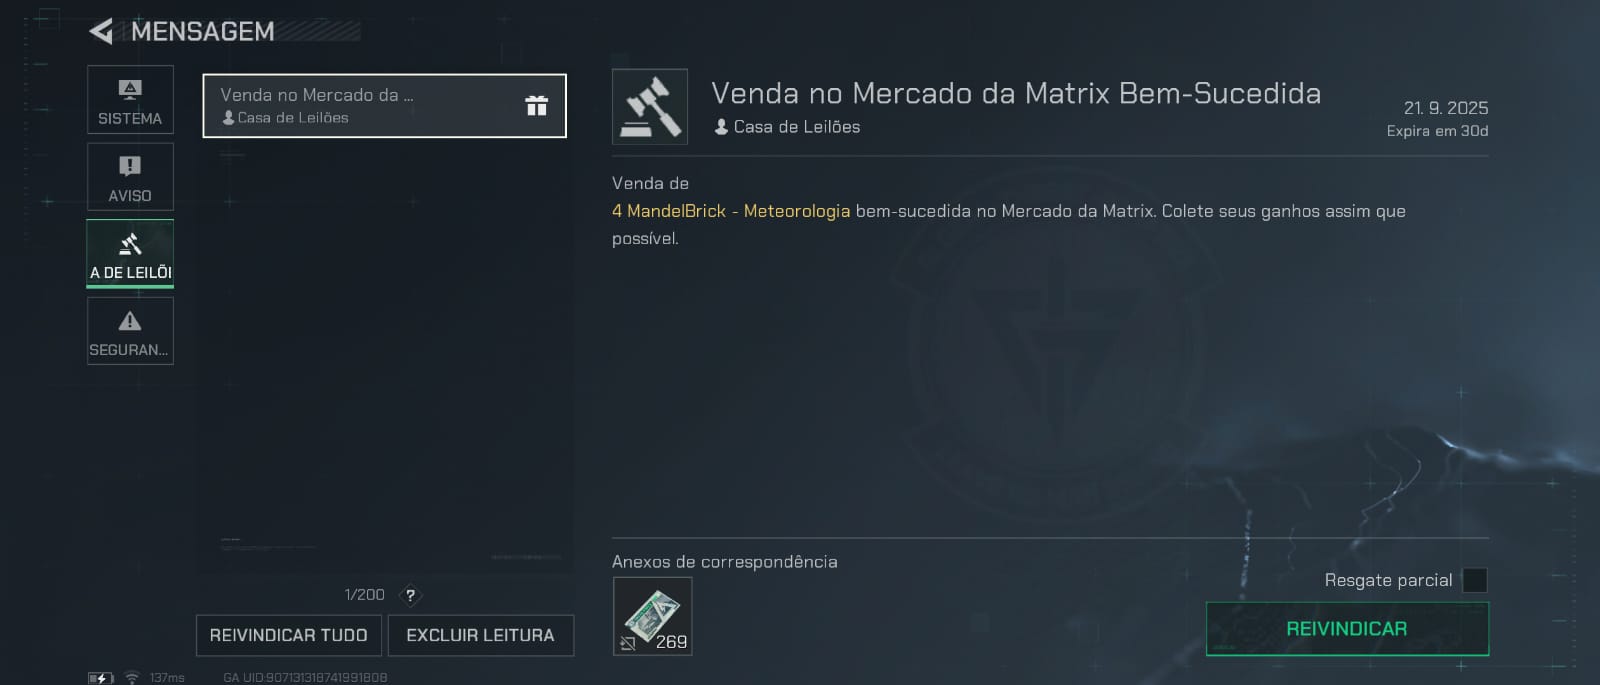 MENSAGEM
SISTEMA
AVISO
A DE LEILÕI
SEGURAN...
Venda no Mercado da ...
Casa de Leilões
1/200 ?
REIVINDICAR TUDO
EXCLUIR LEITURA
Venda no Mercado da Matrix Bem-Sucedida
Casa de Leilões
21. 9. 2025
Expira em 30d
Venda de
4 MandelBrick - Meteorologia bem-sucedida no Mercado da Matrix. Colete seus ganhos assim que
possível.
Anexos de correspondência
269
Resgate parcial
REIVINDICAR
137ms
GA UID:907131318741991808